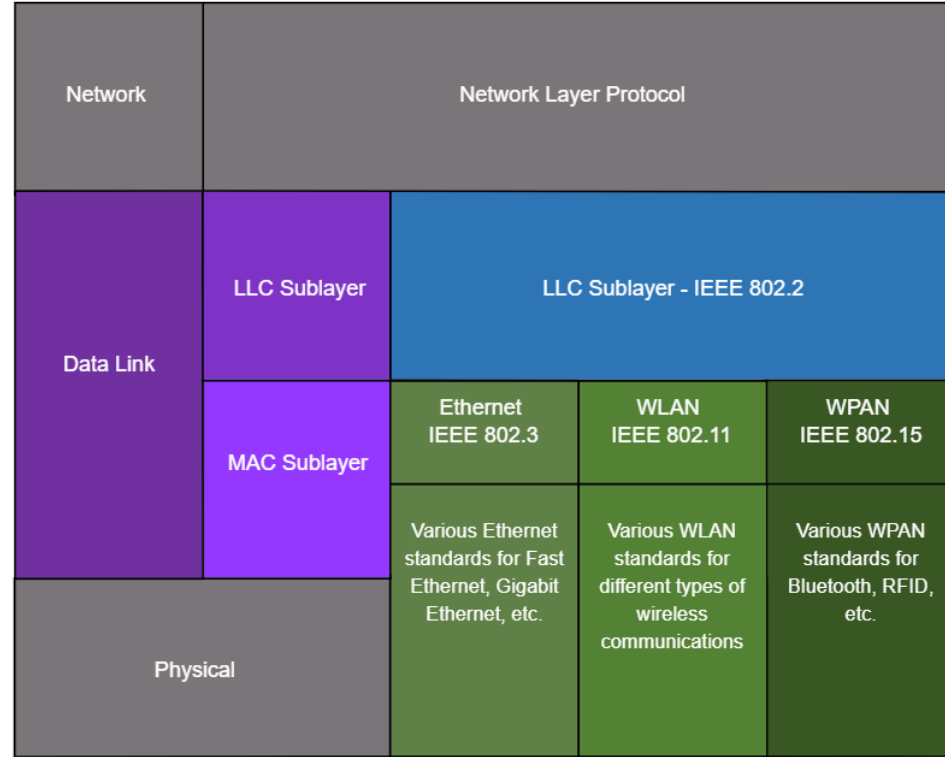 Network
Network Layer Protocol
Data Link
LLC Sublayer
LLC Sublayer - IEEE 802.2
MAC Sublayer
Ethernet
IEEE 802.3
WLAN
IEEE 802.11
WPAN
IEEE 802.15
Various Ethernet
standards for Fast
Ethernet, Gigabit
Ethernet, etc.
Various WLAN
standards for
different types of
wireless
communications
Various WPAN
standards for
Bluetooth, RFID,
etc.
Physical